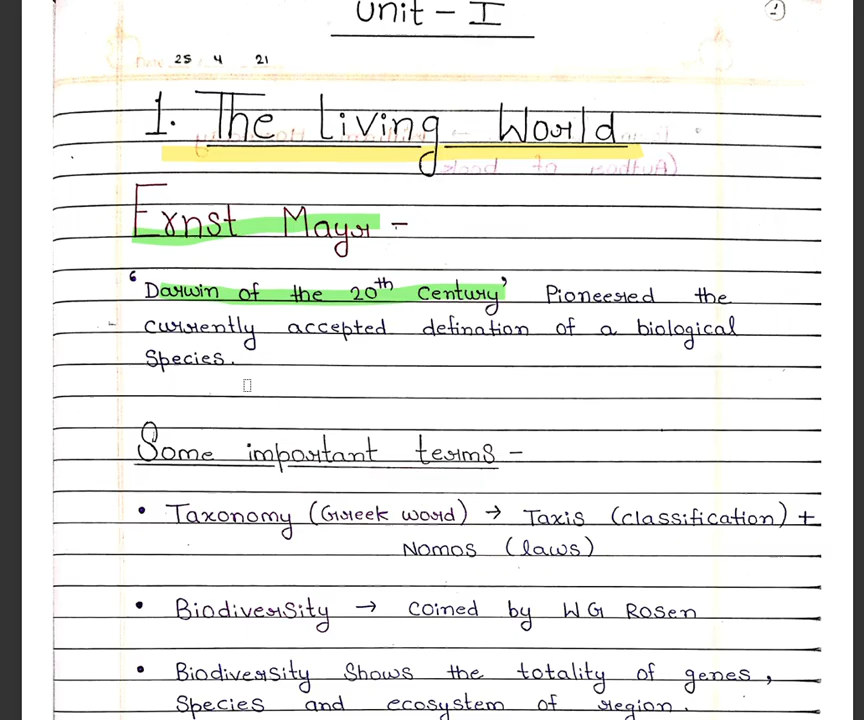 Unit - I
1
25 4 21
1. The Living World
Ernst Mayr -
'Darwin of the 20th Century' Pioneered the
currently accepted defination of a biological
Species.
Some important terms -
• Taxonomy (Greek word) → Taxis (classification) +
Nomos (laws)
• Biodiversity → coined by WG Rosen
• Biodiversity Shows the totality of genes,
Species and ecosystem of region.